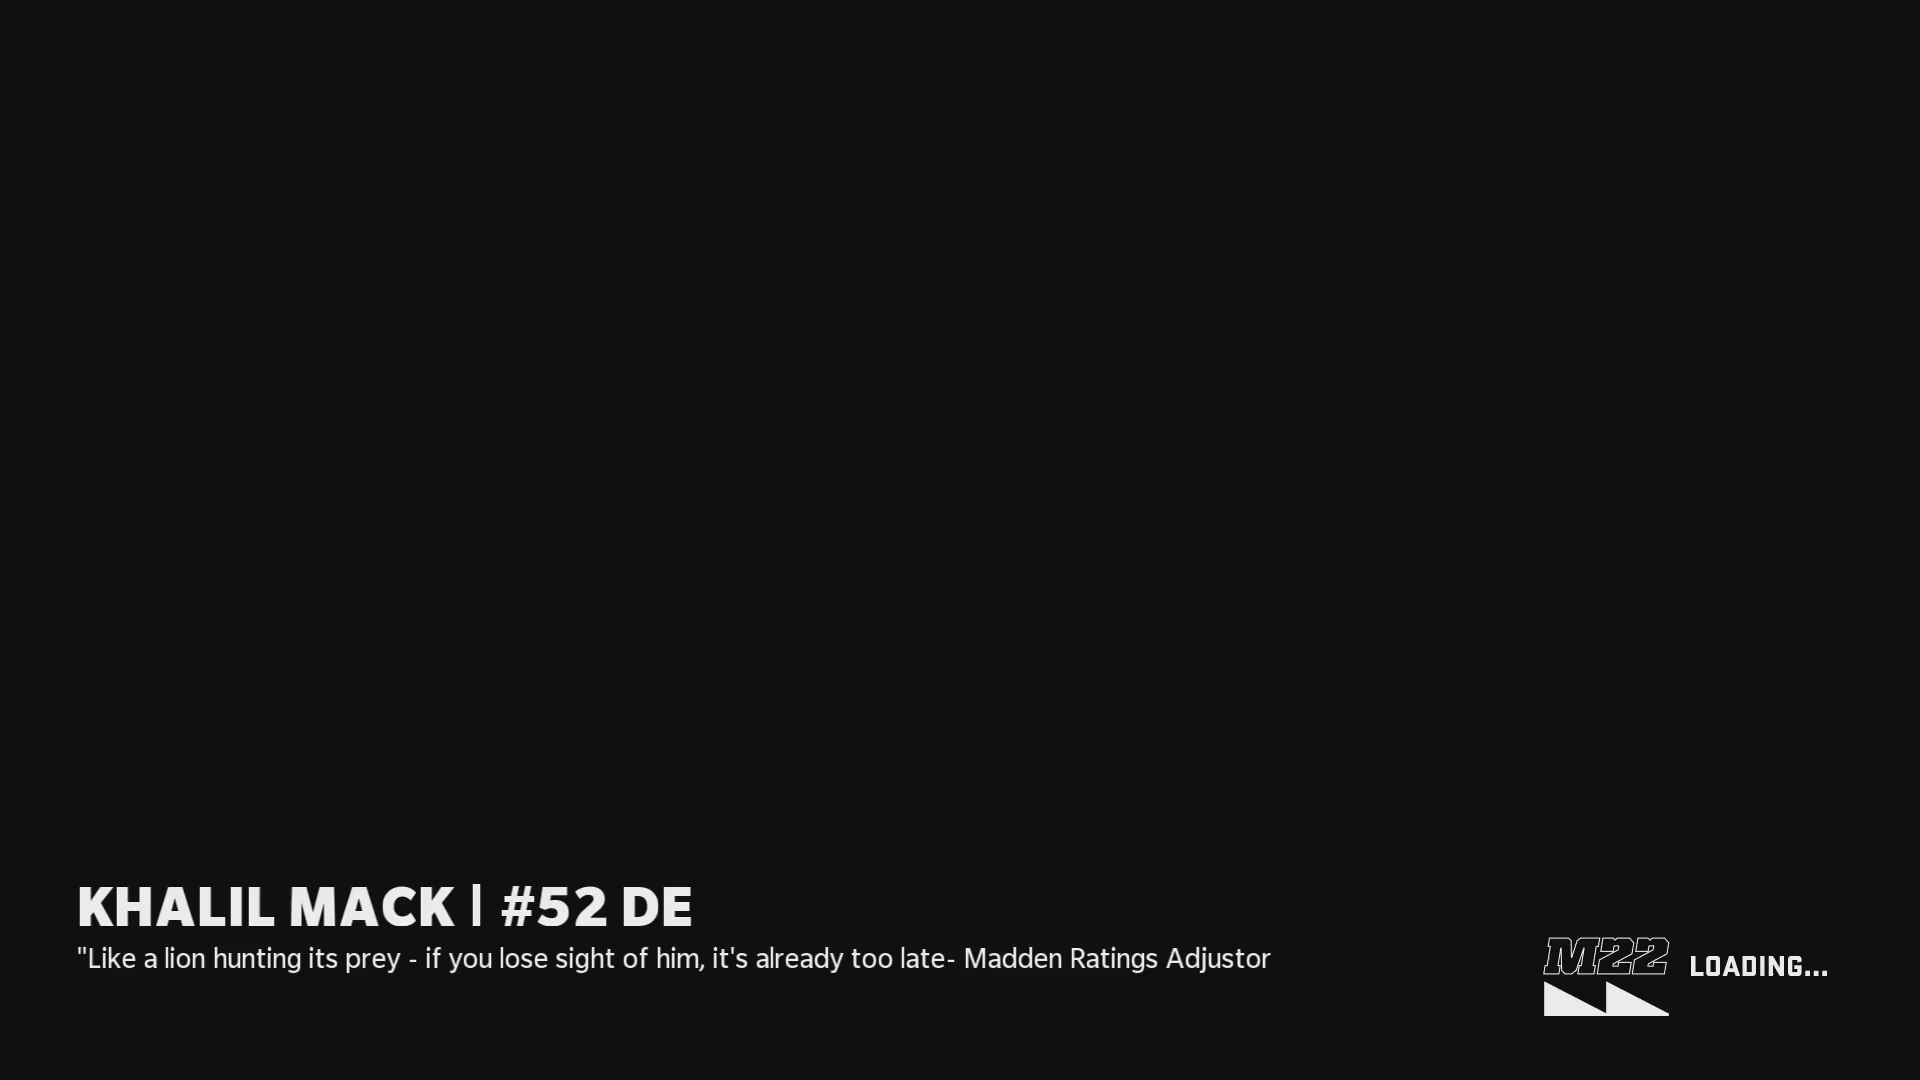 KHALIL MACK | #52 DE
"Like a lion hunting its prey - if you lose sight of him, it's already too late- Madden Ratings Adjustor
M22
LOADING...